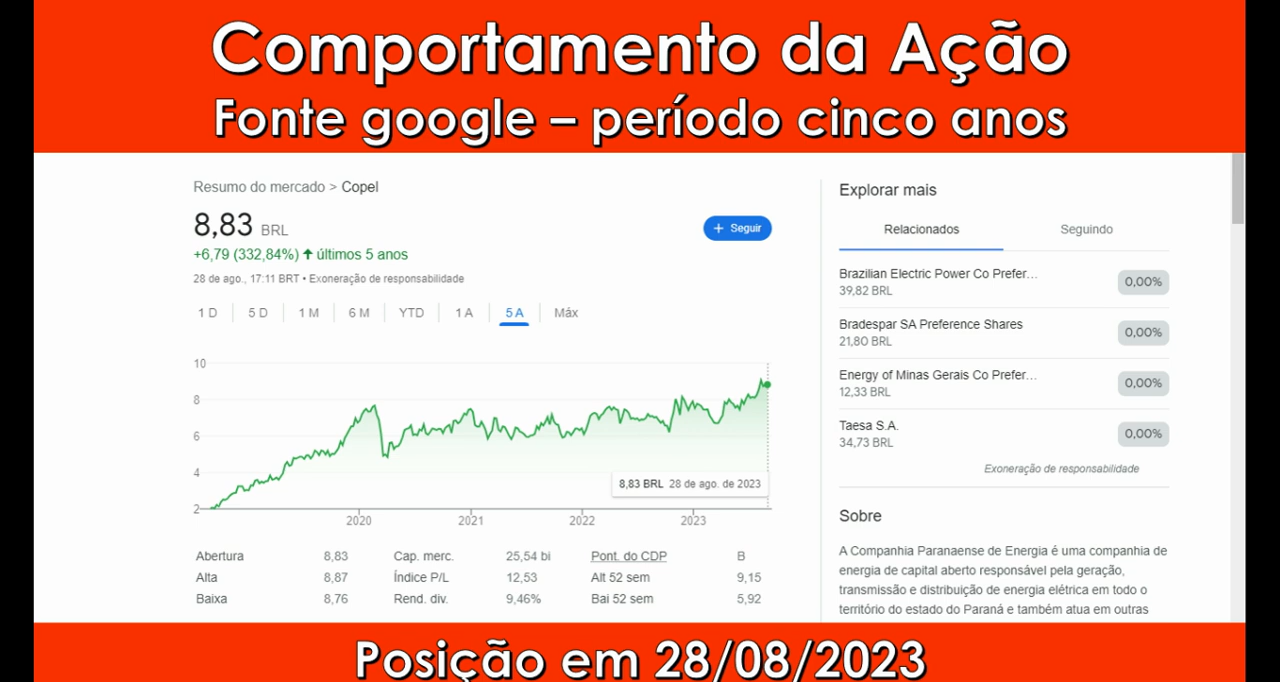 Comportamento da Ação
Fonte google – período cinco anos
Resumo do mercado > Copel
8,83 BRL
+ Seguir
+6,79 (332,84%) ↑ últimos 5 anos
28 de ago., 17:11 BRT • Exoneração de responsabilidade
1 D 5 D 1 M 6 M YTD 1 A 5 A Máx
10
8
6
4
2
8,83 BRL 28 de ago. de 2023
2020 2021 2022 2023
Abertura 8,83 Cap. merc. 25,54 bi Pont. do CDP B
Alta 8,87 Índice P/L 12,53 Alt 52 sem 9,15
Baixa 8,76 Rend. div. 9,46% Bai 52 sem 5,92
Explorar mais
Relacionados Seguindo
Brazilian Electric Power Co Prefer...
39,82 BRL
0,00%
Bradespar SA Preference Shares
21,80 BRL
0,00%
Energy of Minas Gerais Co Prefer...
12,33 BRL
0,00%
Taesa S.A.
34,73 BRL
0,00%
Exoneração de responsabilidade
Sobre
A Companhia Paranaense de Energia é uma companhia de
energia de capital aberto responsável pela geração,
transmissão e distribuição de energia elétrica em todo o
território do estado do Paraná e também atua em outras
Posição em 28/08/2023